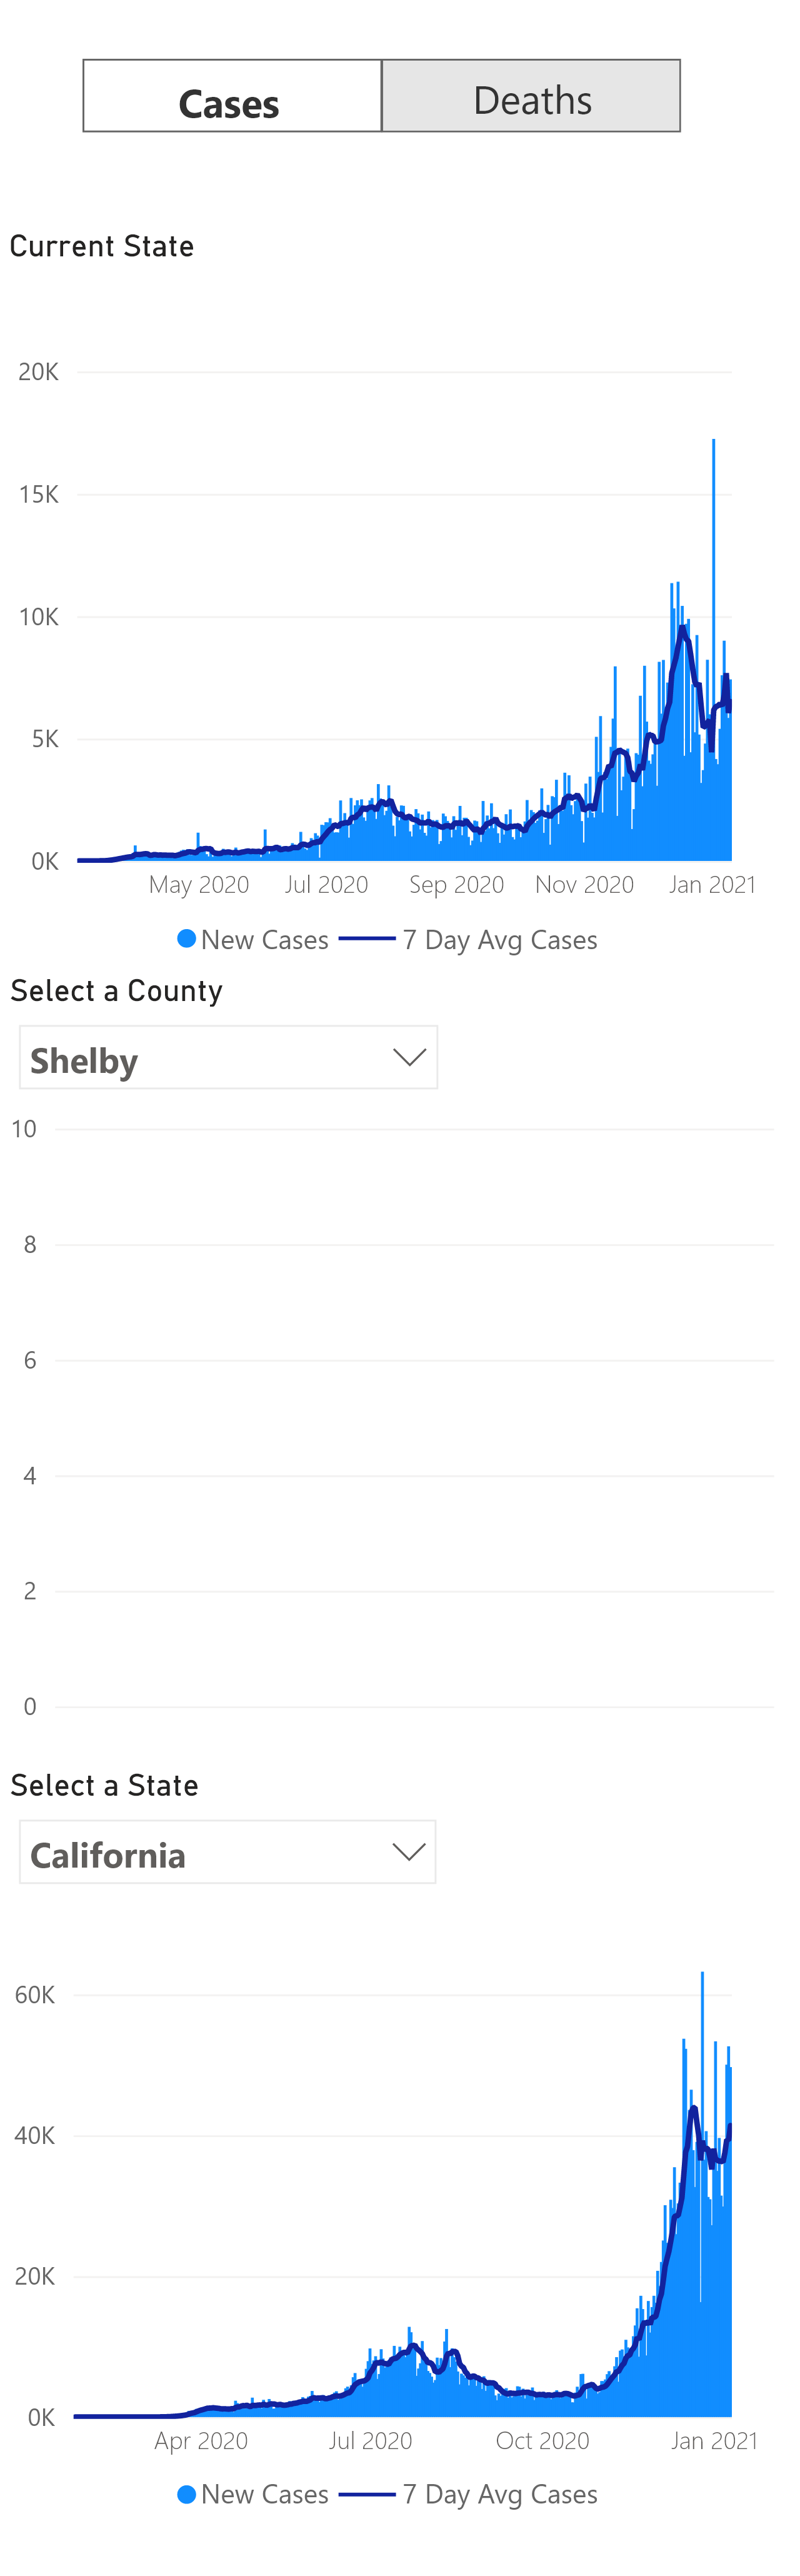 Cases Deaths
Current State
20K
15K
10K
5K
0K
May 2020 Jul 2020 Sep 2020 Nov 2020 Jan 2021
New Cases 7 Day Avg Cases
Select a County
Shelby
10
8
6
4
2
0
Select a State
California
60K
40K
20K
0K
Apr 2020 Jul 2020 Oct 2020 Jan 2021
New Cases 7 Day Avg Cases